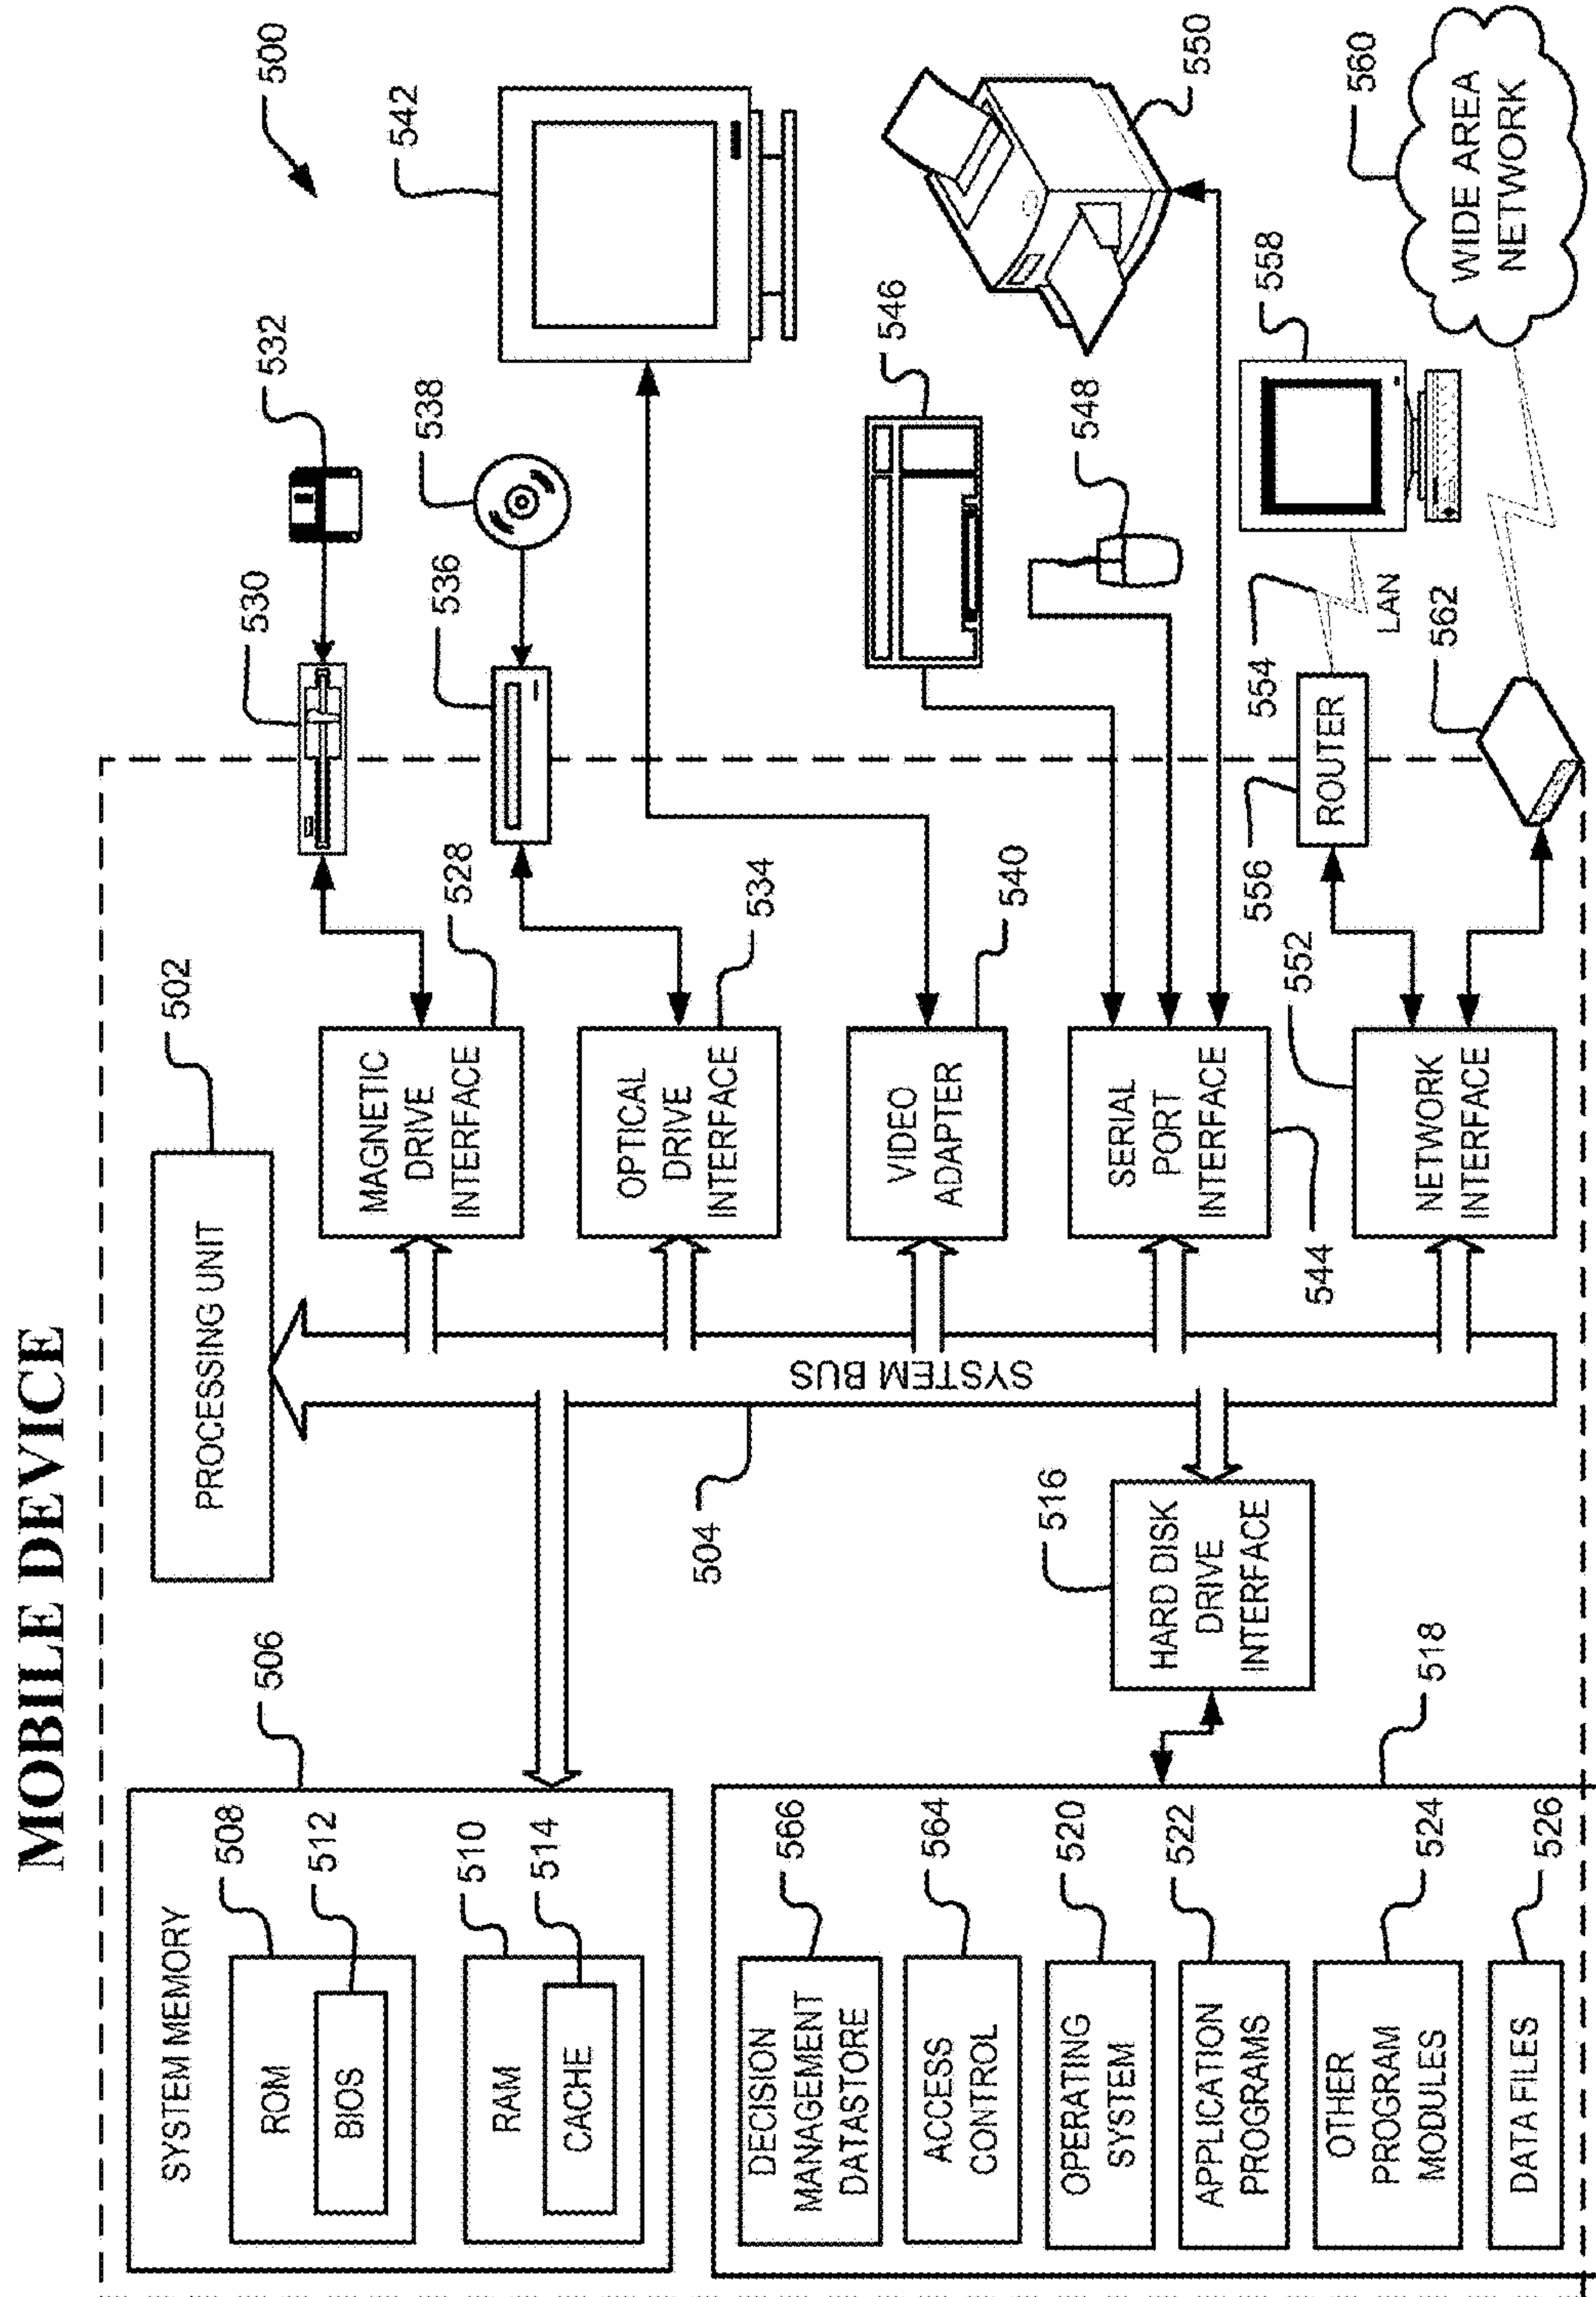 MOBILE DEVICE
500
502
PROCESSING UNIT
506
SYSTEM MEMORY
508
ROM
512
BIOS
510
RAM
514
CACHE
504
SYSTEM BUS
528
MAGNETIC
DRIVE
INTERFACE
530
532
534
OPTICAL
DRIVE
INTERFACE
536
538
540
VIDEO
ADAPTER
542
544
SERIAL
PORT
INTERFACE
546
548
550
552
NETWORK
INTERFACE
556
ROUTER
554
LAN
558
562
560
WIDE AREA
NETWORK
516
HARD DISK
DRIVE
INTERFACE
518
566
DECISION
MANAGEMENT
DATASTORE
564
ACCESS
CONTROL
520
OPERATING
SYSTEM
522
APPLICATION
PROGRAMS
524
OTHER
PROGRAM
MODULES
526
DATA FILES